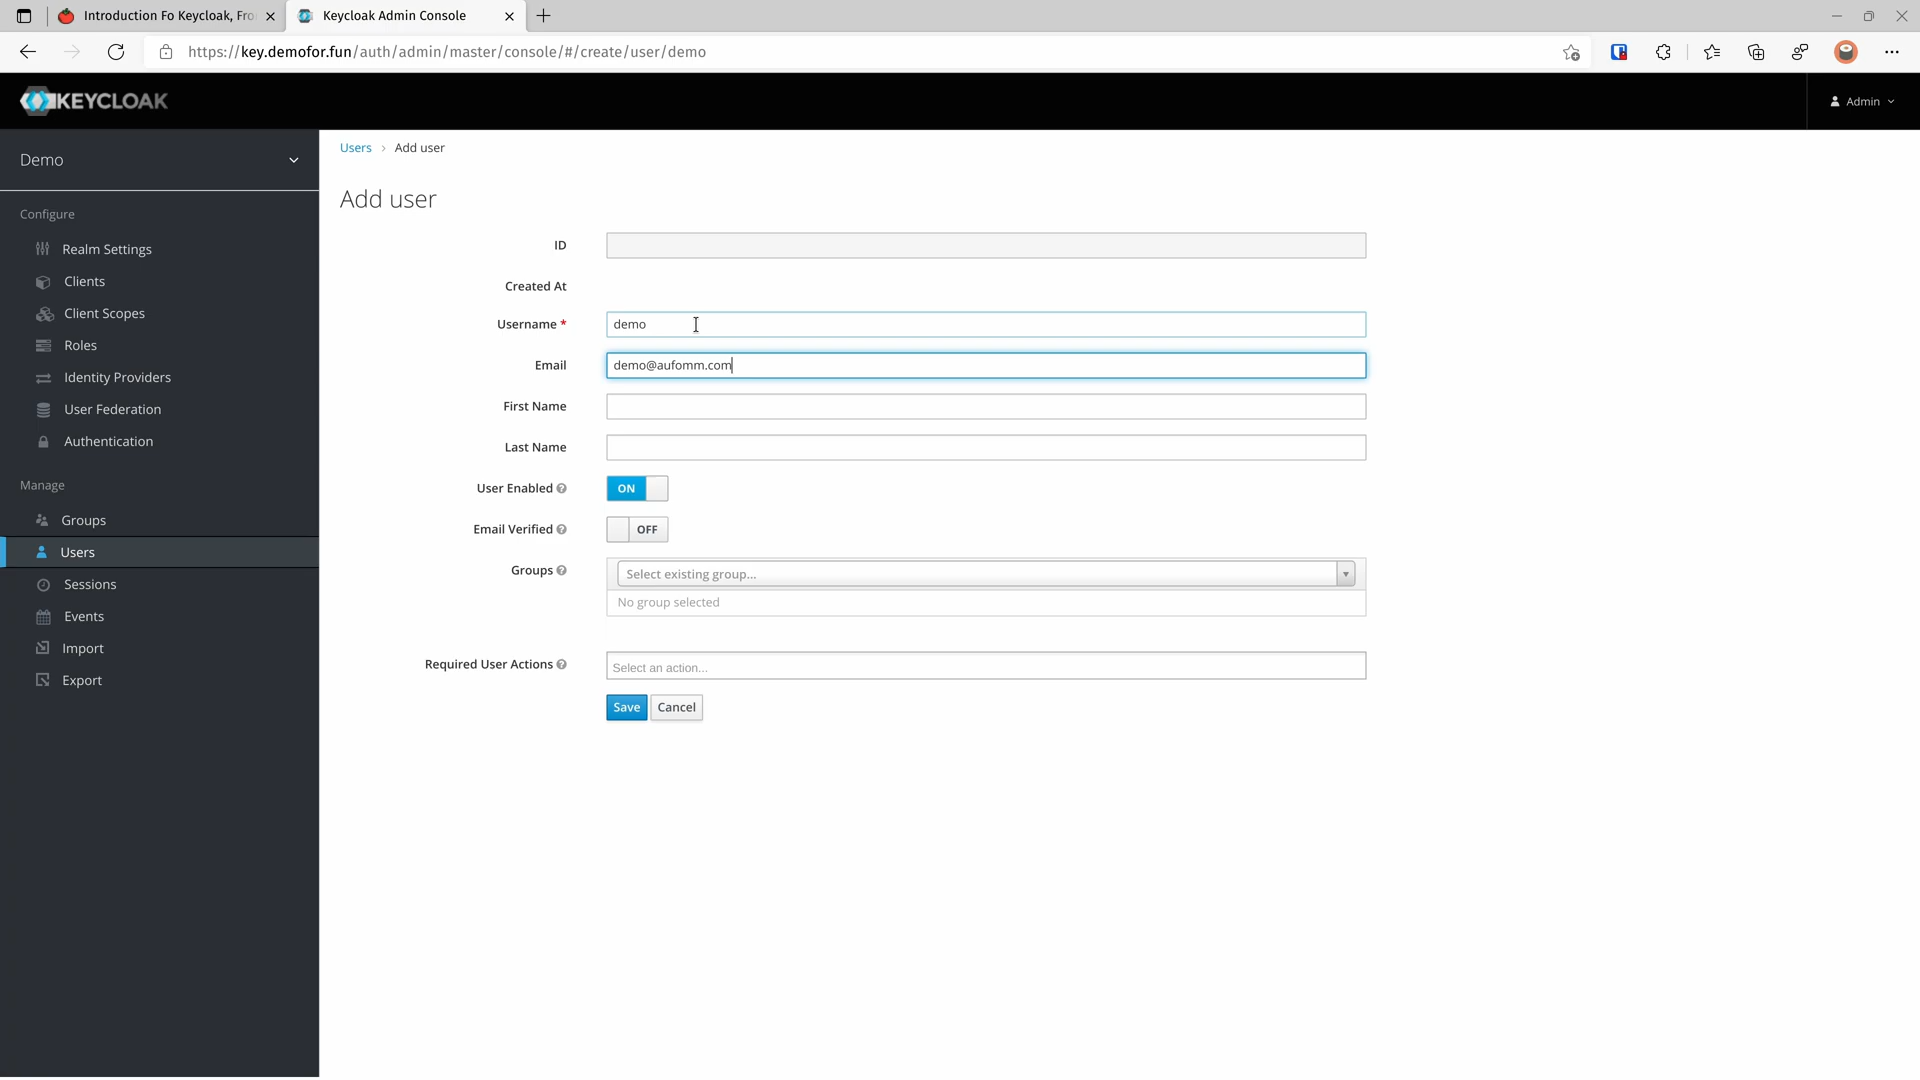 Introduction Fo Keycloak, Fro
Keycloak Admin Console
https://key.demofor.fun/auth/admin/master/console/#/create/user/demo
KEYCLOAK
Admin
Demo
Configure
Realm Settings
Clients
Client Scopes
Roles
Identity Providers
User Federation
Authentication
Manage
Groups
Users
Sessions
Events
Import
Export
Users › Add user
Add user
ID
Created At
Username *
demo
Email
demo@aufomm.com
First Name
Last Name
User Enabled
ON
Email Verified
OFF
Groups
Select existing group...
No group selected
Required User Actions
Select an action...
Save
Cancel